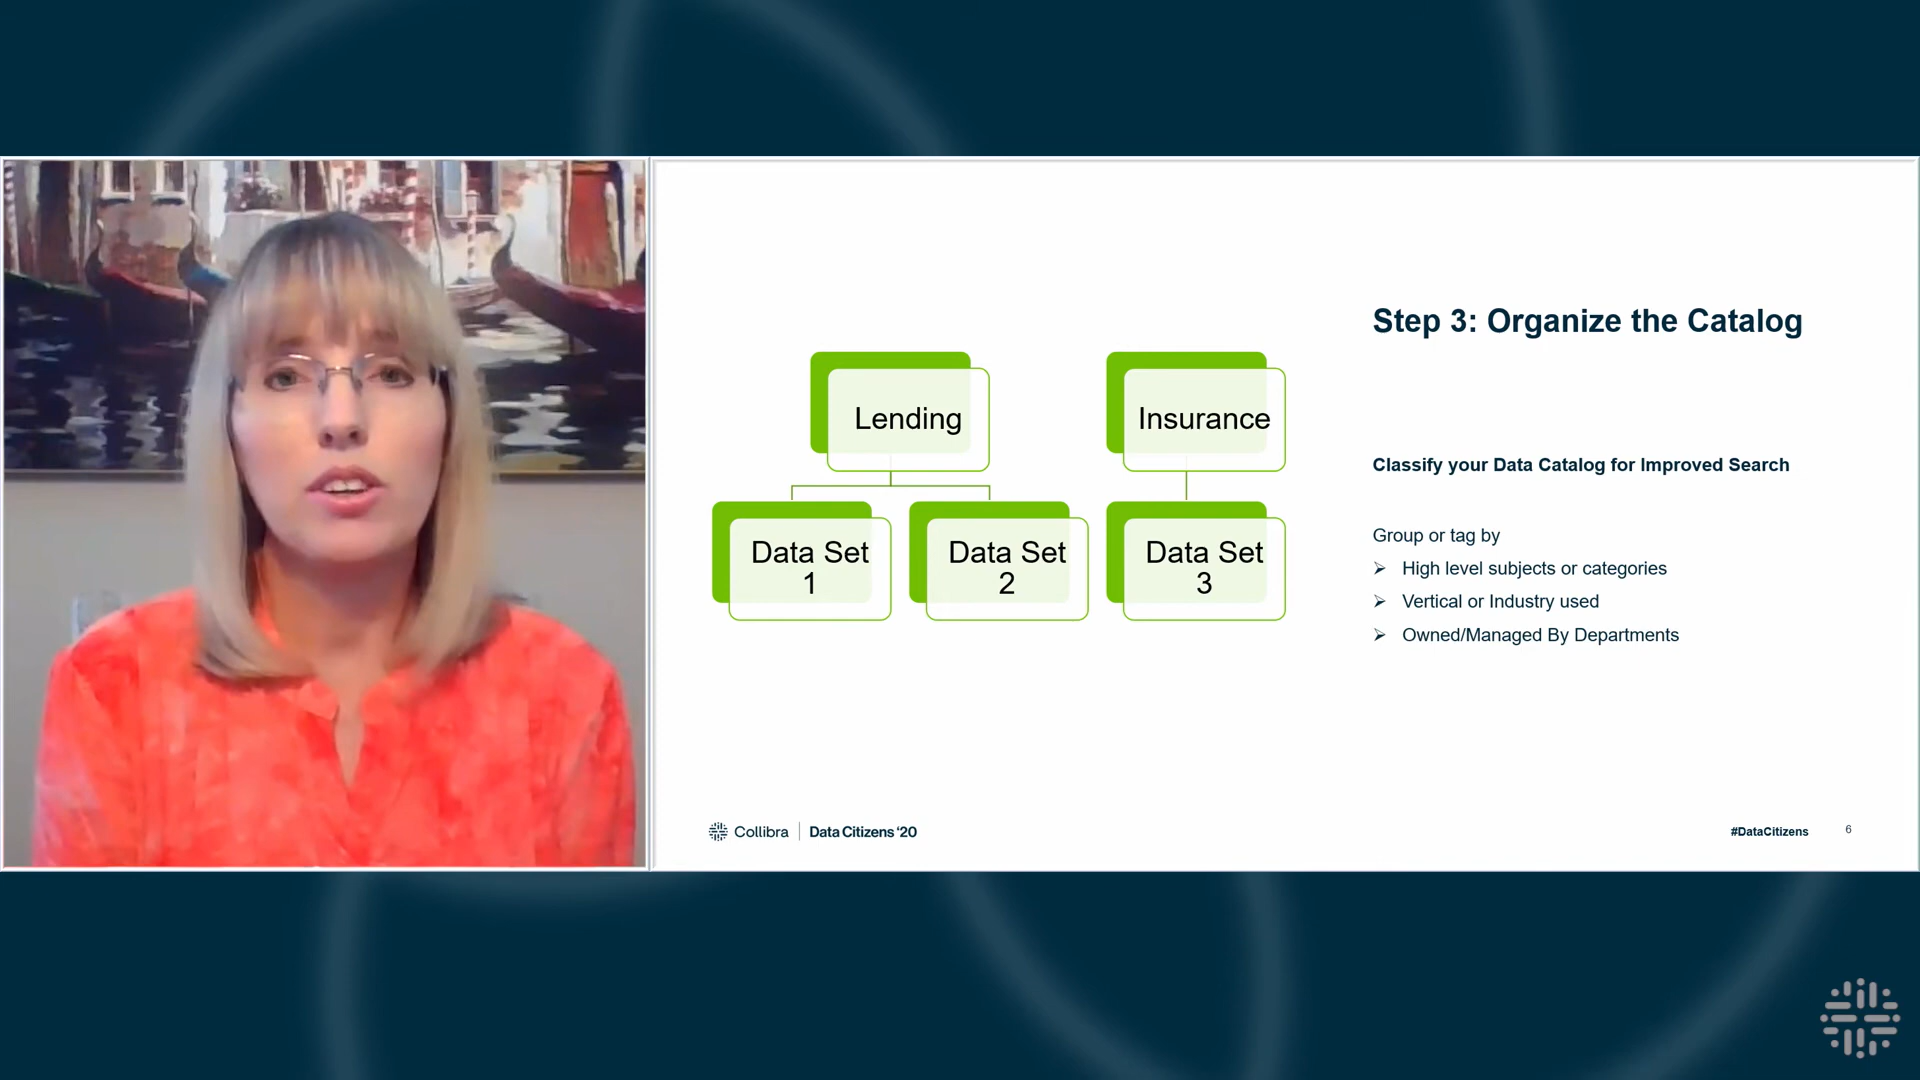 Step 3: Organize the Catalog
Lending
Insurance
Data Set
1
Data Set
2
Data Set
3
Classify your Data Catalog for Improved Search
Group or tag by
➢ High level subjects or categories
➢ Vertical or Industry used
➢ Owned/Managed By Departments
Collibra | Data Citizens '20
#DataCitizens
6